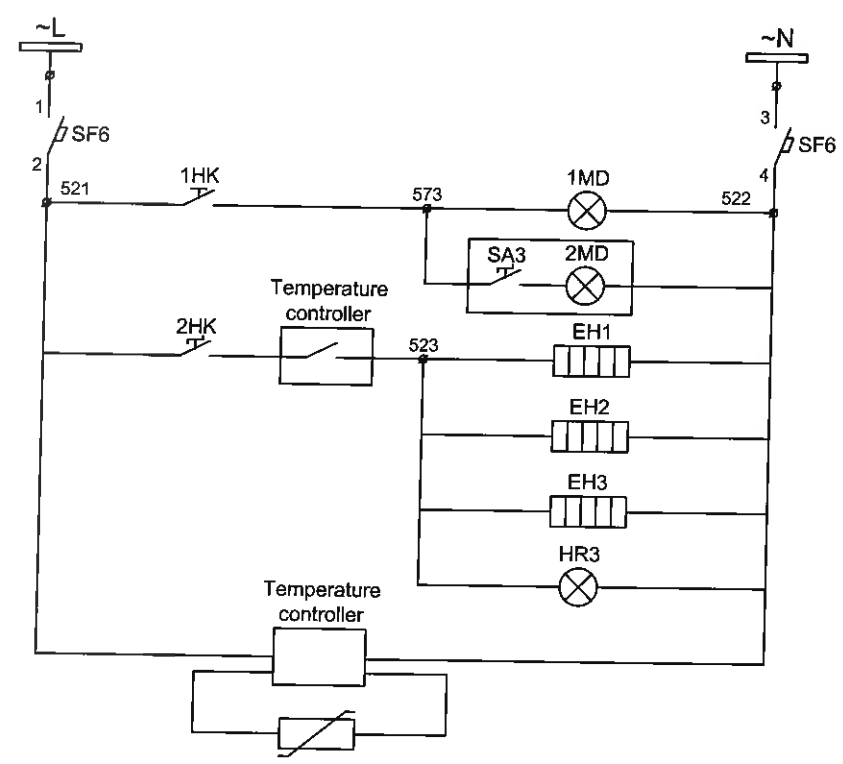 ~L
~N
1
3
SF6
SF6
2
4
521
1HK
573
1MD
522
SA3
2MD
Temperature
controller
2HK
523
EH1
EH2
EH3
HR3
Temperature
controller